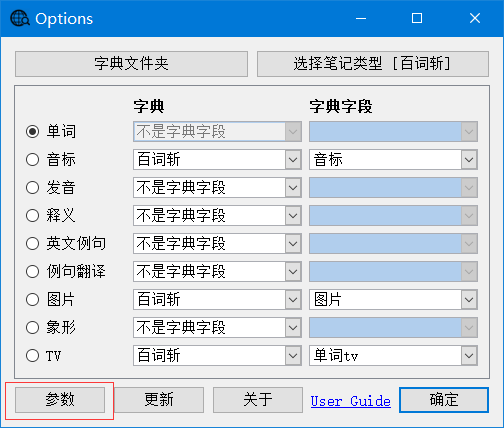 Options
字典文件夹 选择笔记类型 [百词斩]
字典 字典字段
单词 不是字典字段
音标 百词斩 音标
发音 不是字典字段
释义 不是字典字段
英文例句 不是字典字段
例句翻译 不是字典字段
图片 百词斩 图片
象形 不是字典字段
TV 百词斩 单词tv
参数 更新 关于 User Guide 确定